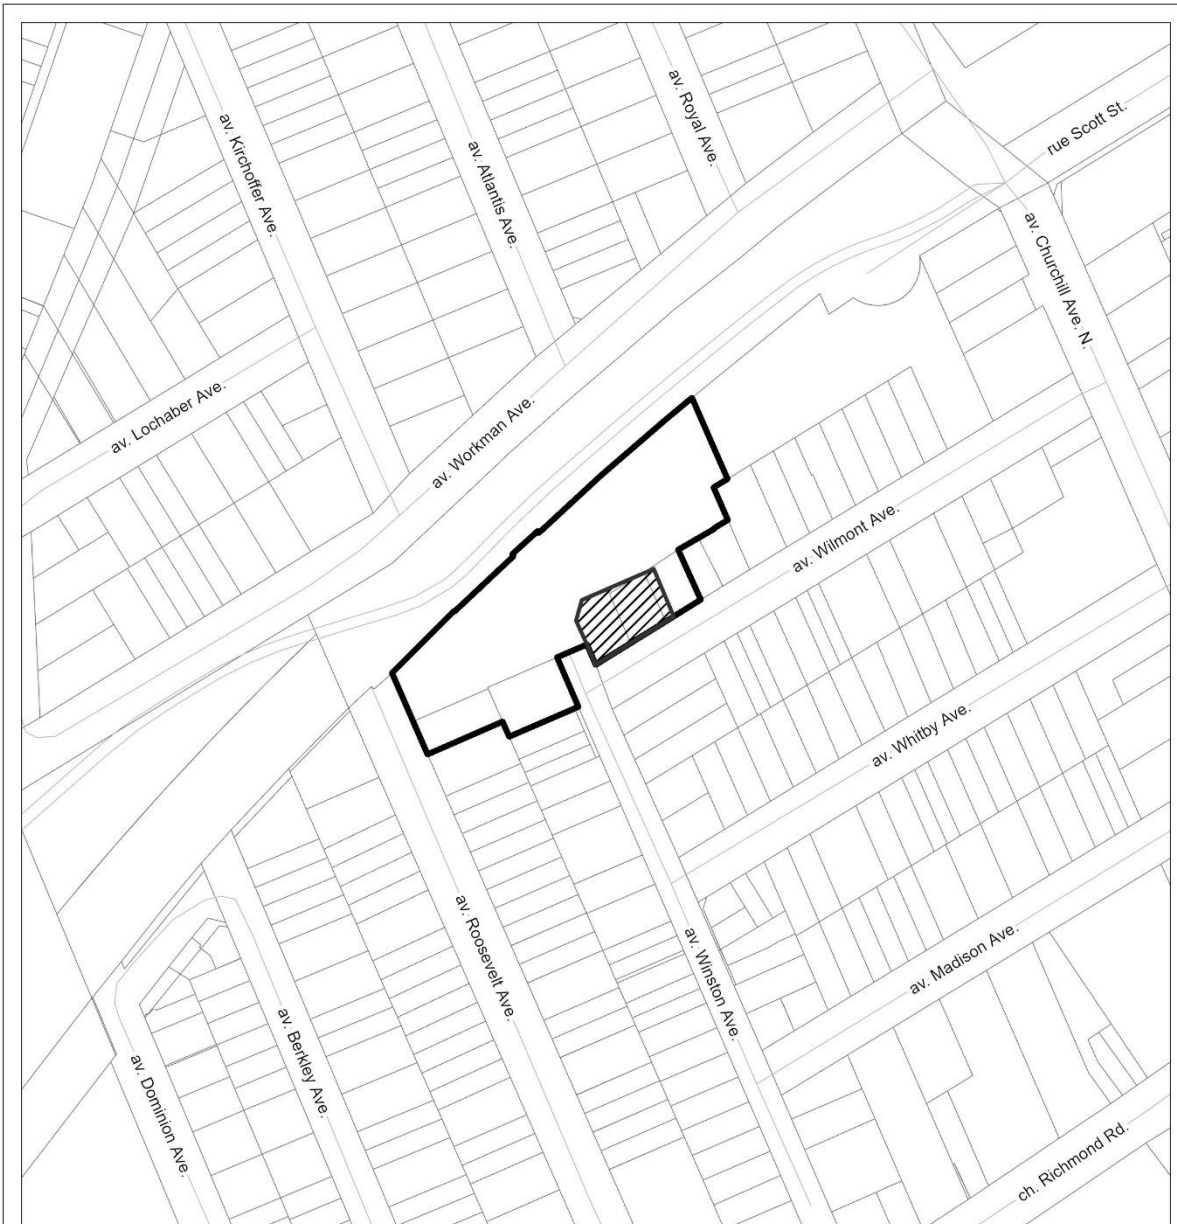 av. Royal Ave.
rue Scott St.
av. Kirchoffer Ave.
av. Atlantis Ave.
av. Churchill Ave. N.
av. Lochaber Ave.
av. Workman Ave.
av. Wilmont Ave.
av. Whitby Ave.
av. Roosevelt Ave.
av. Winston Ave.
av. Madison Ave.
av. Berkley Ave.
av. Dominion Ave.
ch. Richmond Rd.